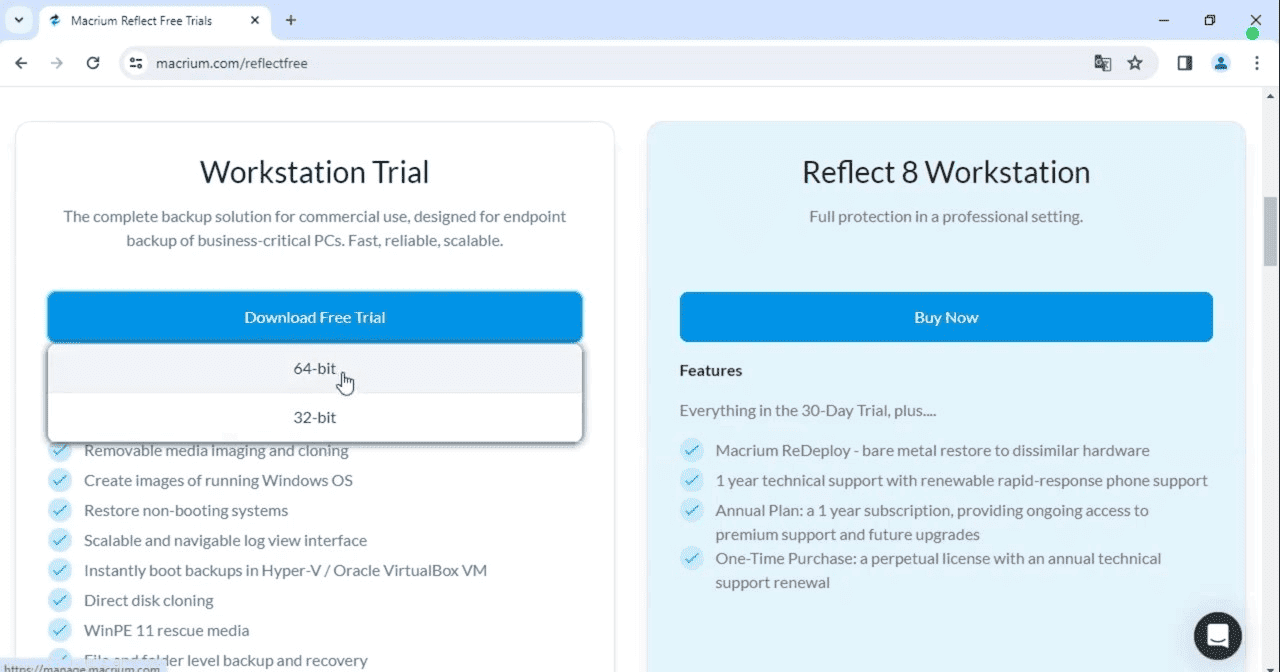 Macrium Reflect Free Trials
macrium.com/reflectfree
Workstation Trial
The complete backup solution for commercial use, designed for endpoint
backup of business-critical PCs. Fast, reliable, scalable.
Download Free Trial
64-bit
32-bit
Removable media imaging and cloning
Create images of running Windows OS
Restore non-booting systems
Scalable and navigable log view interface
Instantly boot backups in Hyper-V / Oracle VirtualBox VM
Direct disk cloning
WinPE 11 rescue media
File and folder level backup and recovery
https://manage.macrium.com
Reflect 8 Workstation
Full protection in a professional setting.
Buy Now
Features
Everything in the 30-Day Trial, plus....
Macrium ReDeploy - bare metal restore to dissimilar hardware
1 year technical support with renewable rapid-response phone support
Annual Plan: a 1 year subscription, providing ongoing access to
premium support and future upgrades
One-Time Purchase: a perpetual license with an annual technical
support renewal